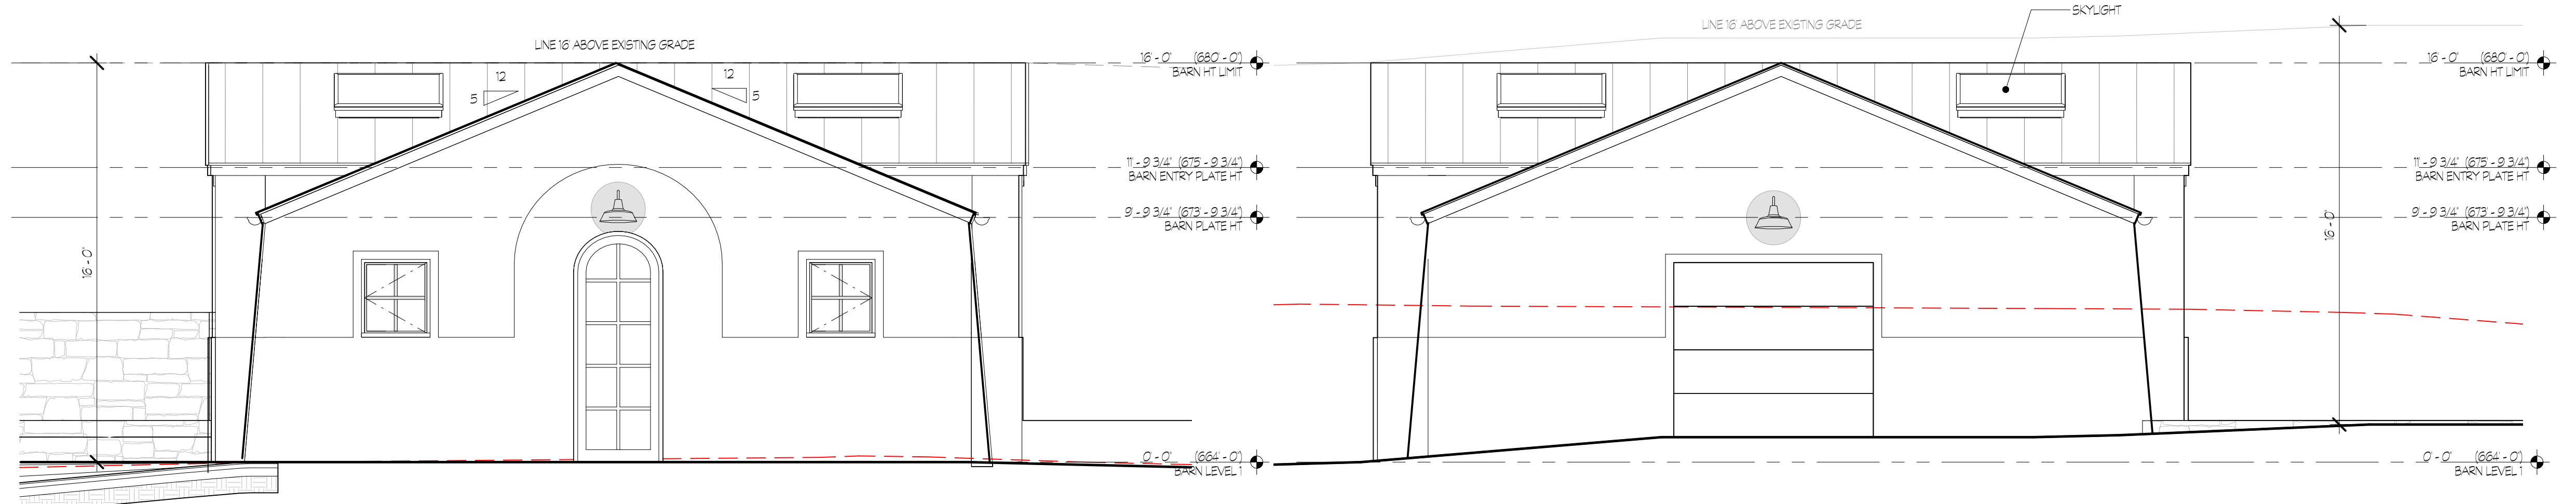 LINE 16' ABOVE EXISTING GRADE
12
5
12
5
16' - 0"
16' - 0" (680' - 0")
BARN HT LIMIT
11' - 9 3/4" (675' - 9 3/4")
BARN ENTRY PLATE HT
9' - 9 3/4" (673' - 9 3/4")
BARN PLATE HT
0' - 0" (664' - 0")
BARN LEVEL 1
LINE 16' ABOVE EXISTING GRADE
SKYLIGHT
16' - 0"
16' - 0" (680' - 0")
BARN HT LIMIT
11' - 9 3/4" (675' - 9 3/4")
BARN ENTRY PLATE HT
9' - 9 3/4" (673' - 9 3/4")
BARN PLATE HT
0' - 0" (664' - 0")
BARN LEVEL 1